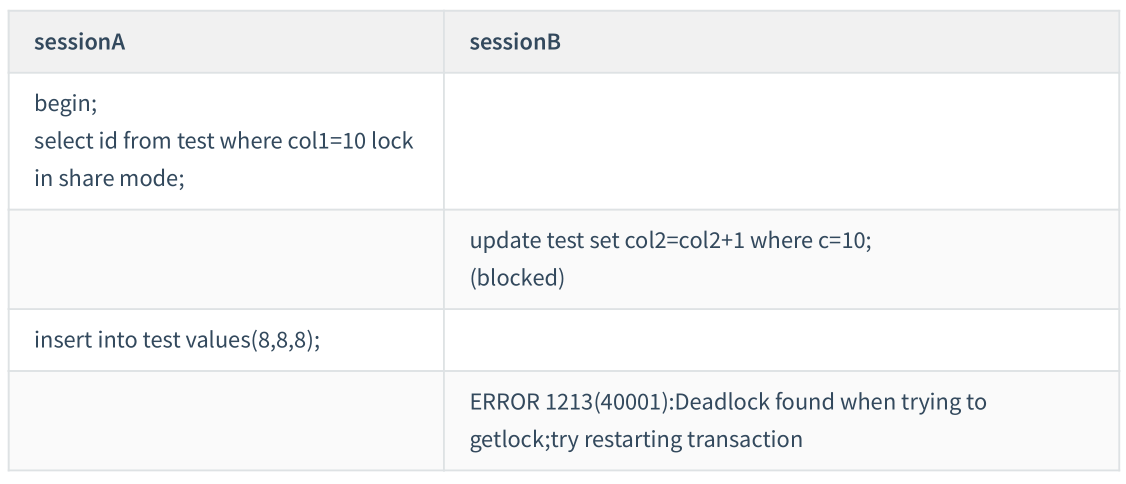 sessionA
sessionB
begin;
select id from test where col1=10 lock
in share mode;
update test set col2=col2+1 where c=10;
(blocked)
insert into test values(8,8,8);
ERROR 1213(40001):Deadlock found when trying to
getlock;try restarting transaction